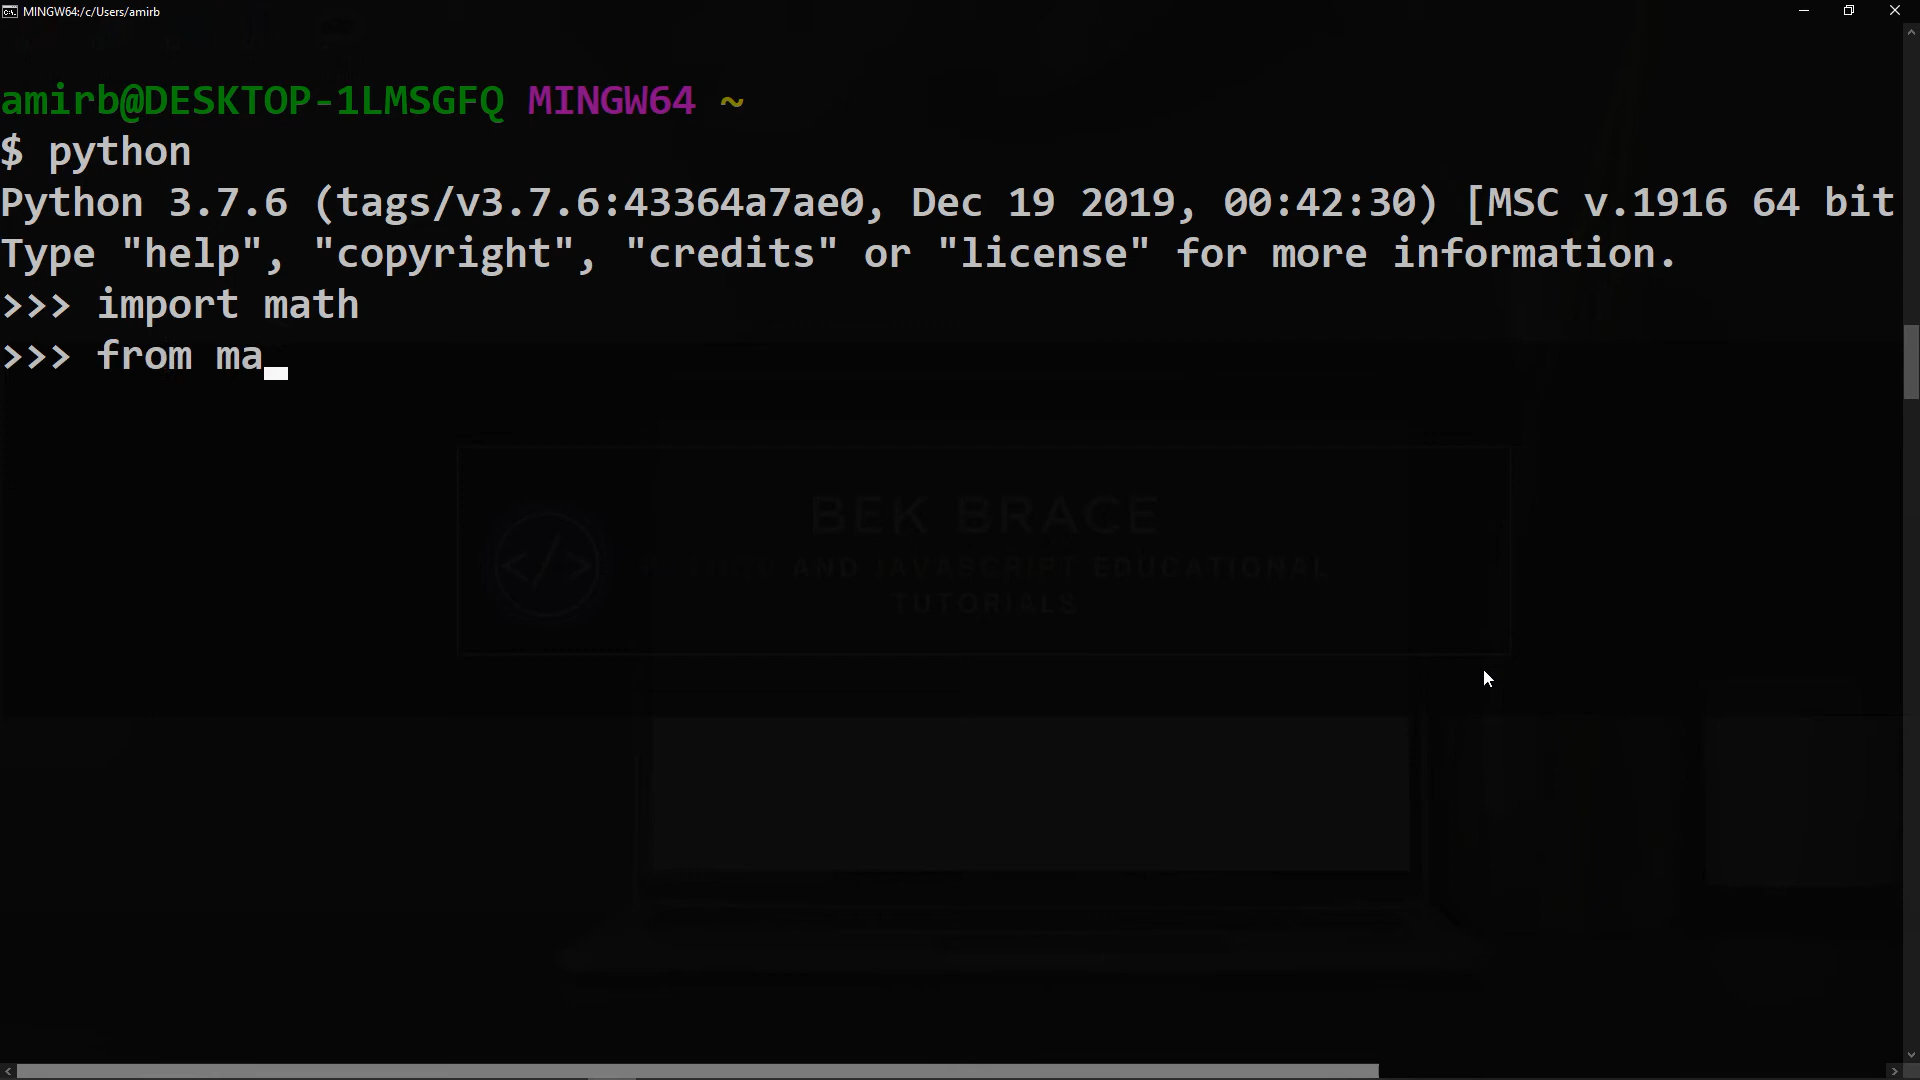 MINGW64:/c/Users/amirb
amirb@DESKTOP-1LMSGFQ MINGW64 ~
$ python
Python 3.7.6 (tags/v3.7.6:43364a7ae0, Dec 19 2019, 00:42:30) [MSC v.1916 64 bit
Type "help", "copyright", "credits" or "license" for more information.
>>> import math
>>> from ma
BEK BRACE
</> AND JAVASCRIPT EDUCATIONAL
TUTORIALS